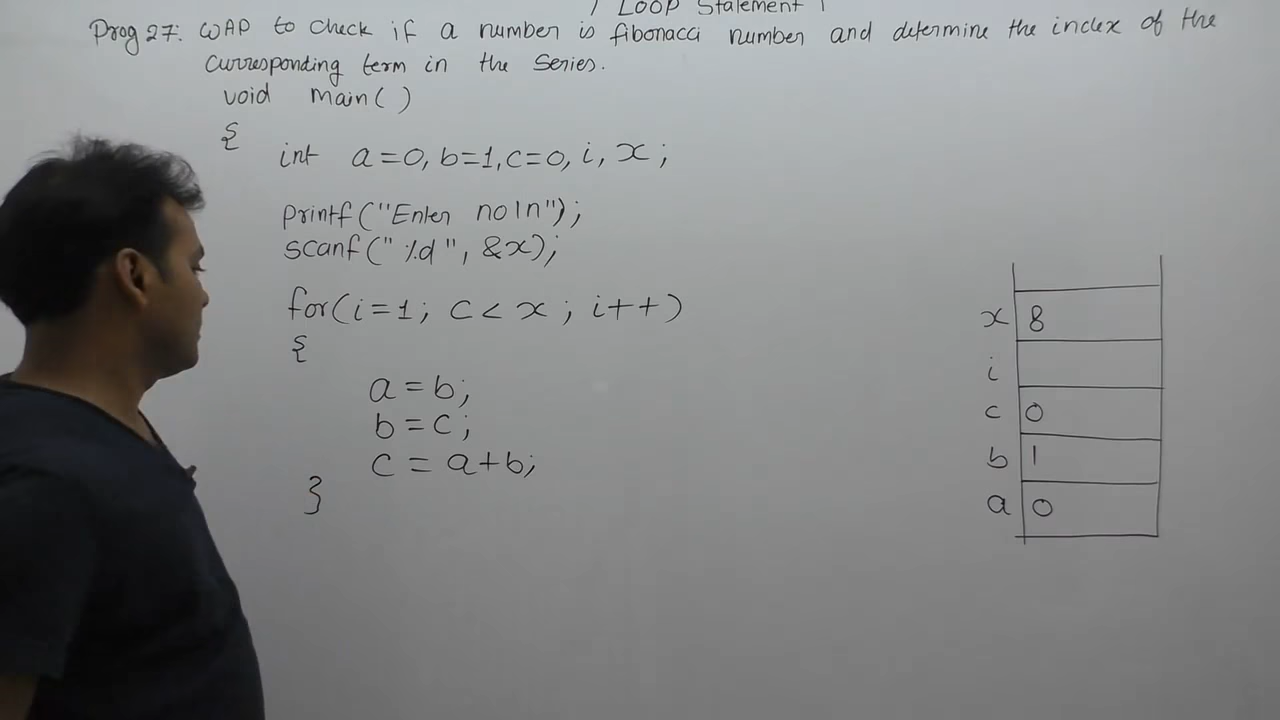 LOOP Statement
Prog 27: WAP to check if a number is fibonacci number and determine the index of the
Curresponding term in the Series.
void main( )
{
int a=0, b=1, c=0, i, x;
printf("Enter no\n");
scanf("%d", &x);
for(i=1; c<x; i++)
{
a=b;
b=c;
c=a+b;
}
x 8
i
c 0
b 1
a 0